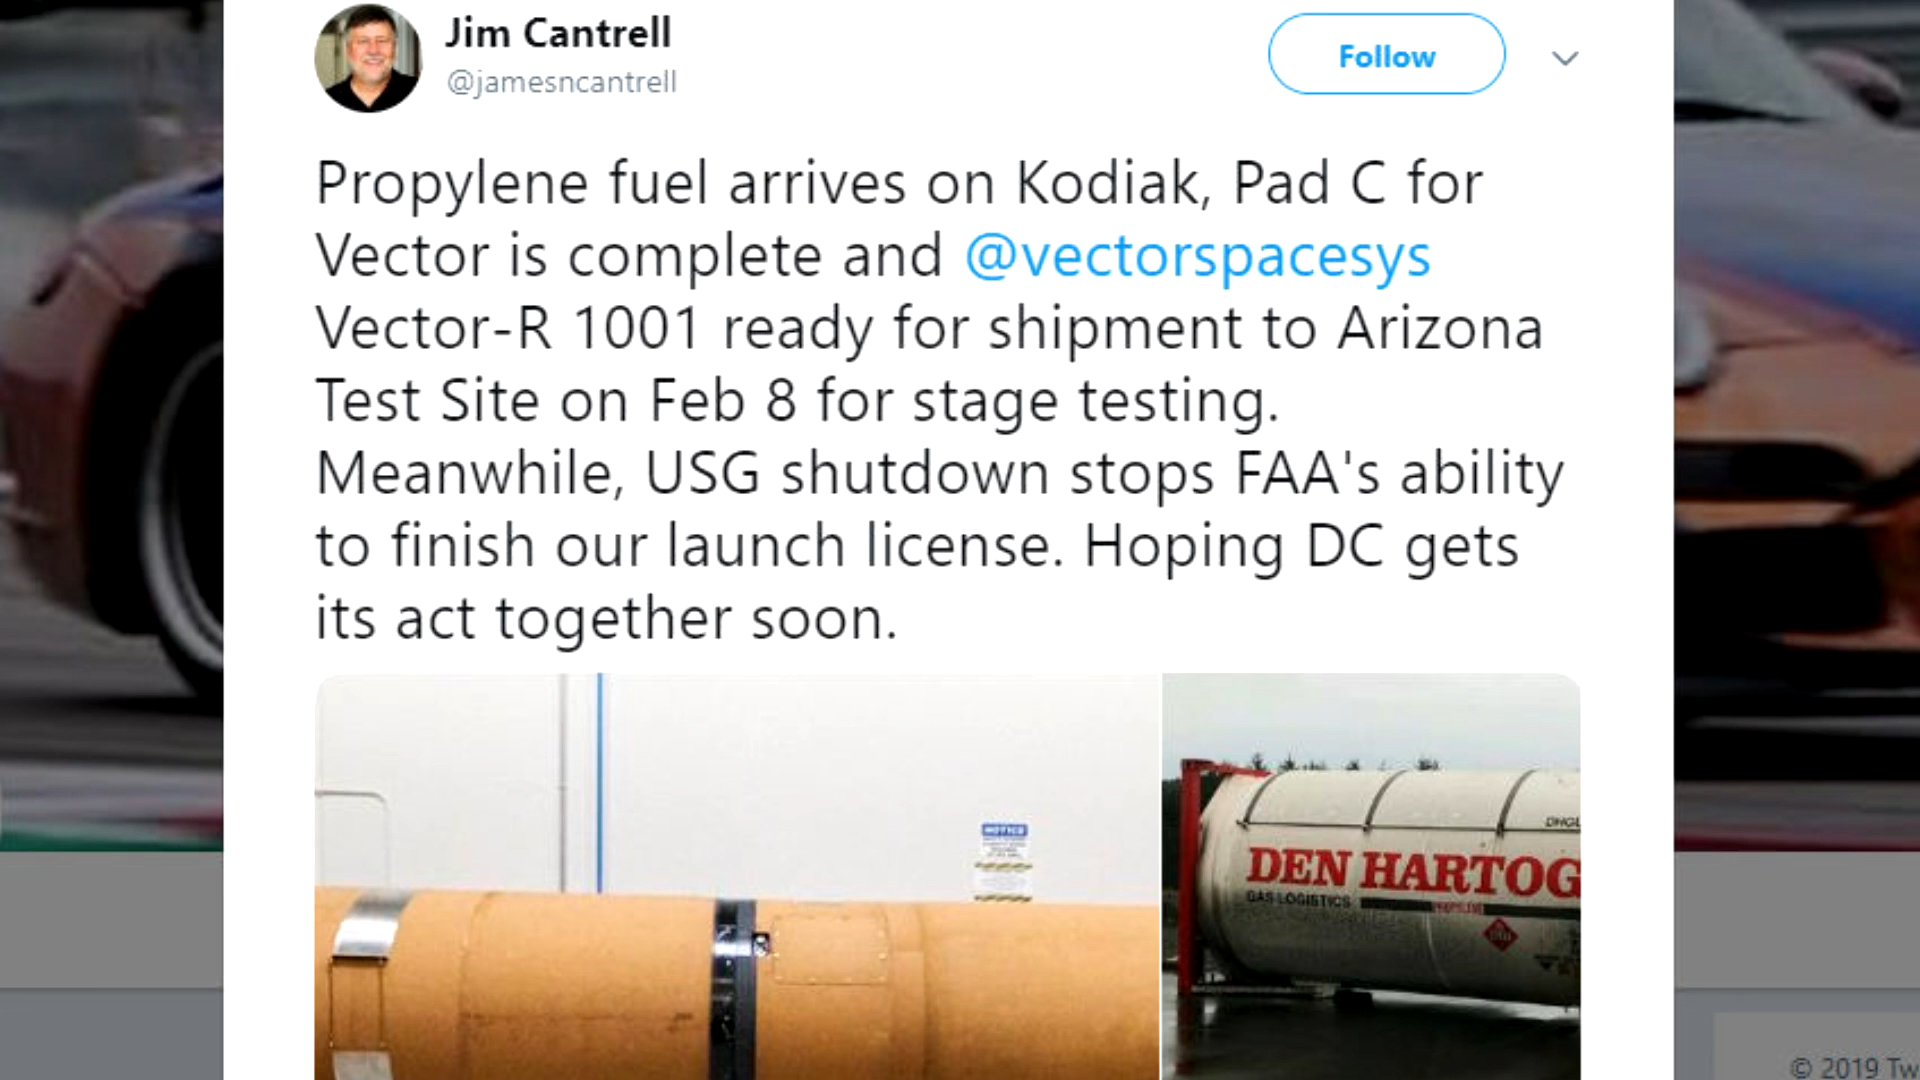 Jim Cantrell
@jamesncantrell
Follow
Propylene fuel arrives on Kodiak, Pad C for
Vector is complete and @vectorspacesys
Vector-R 1001 ready for shipment to Arizona
Test Site on Feb 8 for stage testing.
Meanwhile, USG shutdown stops FAA's ability
to finish our launch license. Hoping DC gets
its act together soon.
NOTICE
DEN HARTOG
GAS LOGISTICS
© 2019 Tw